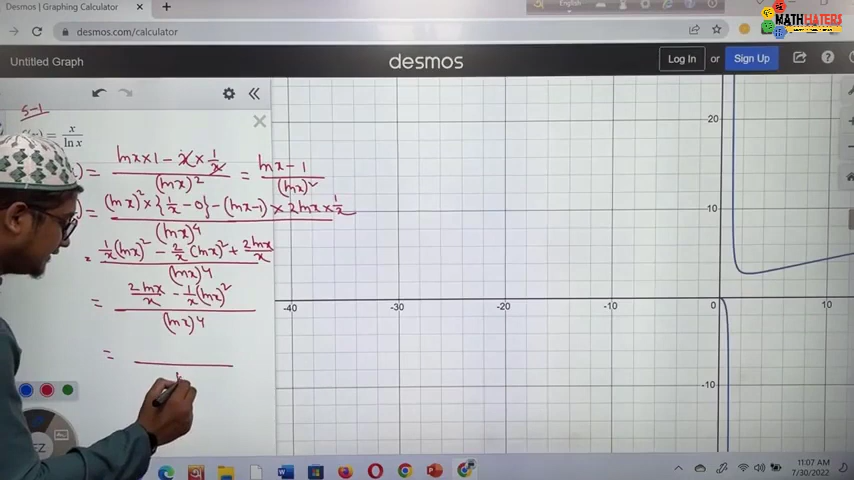 Desmos | Graphing Calculator
English
MATHHATERS
desmos.com/calculator
Untitled Graph
desmos
Log In or Sign Up
5-1
= x/ln x
= (ln x × 1 − x × 1/x)/(ln x)² = (ln x − 1)/(ln x)²
= ((ln x)² × {1/x − 0} − (ln x − 1) × 2 ln x × 1/x)/(ln x)⁴
= (1/x (ln x)² − 2/x (ln x)² + 2 ln x/x)/(ln x)⁴
= (2 ln x/x − 1/x (ln x)²)/(ln x)⁴
=
20
10
-40 -30 -20 -10 0 10
-10
11:07 AM
7/30/2022